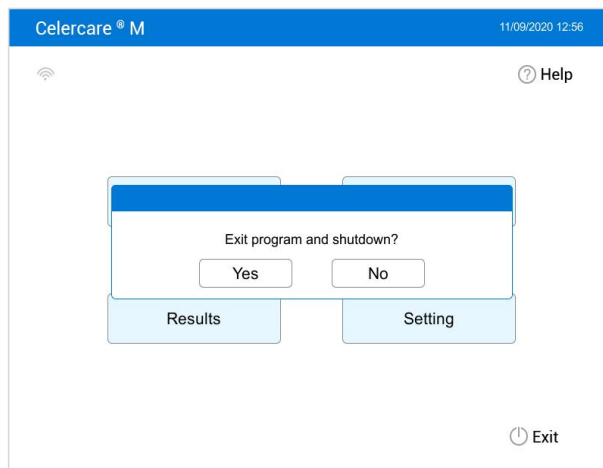 Celercare ® M 11/09/2020 12:56
Help
Exit program and shutdown?
Yes No
Results Setting
Exit